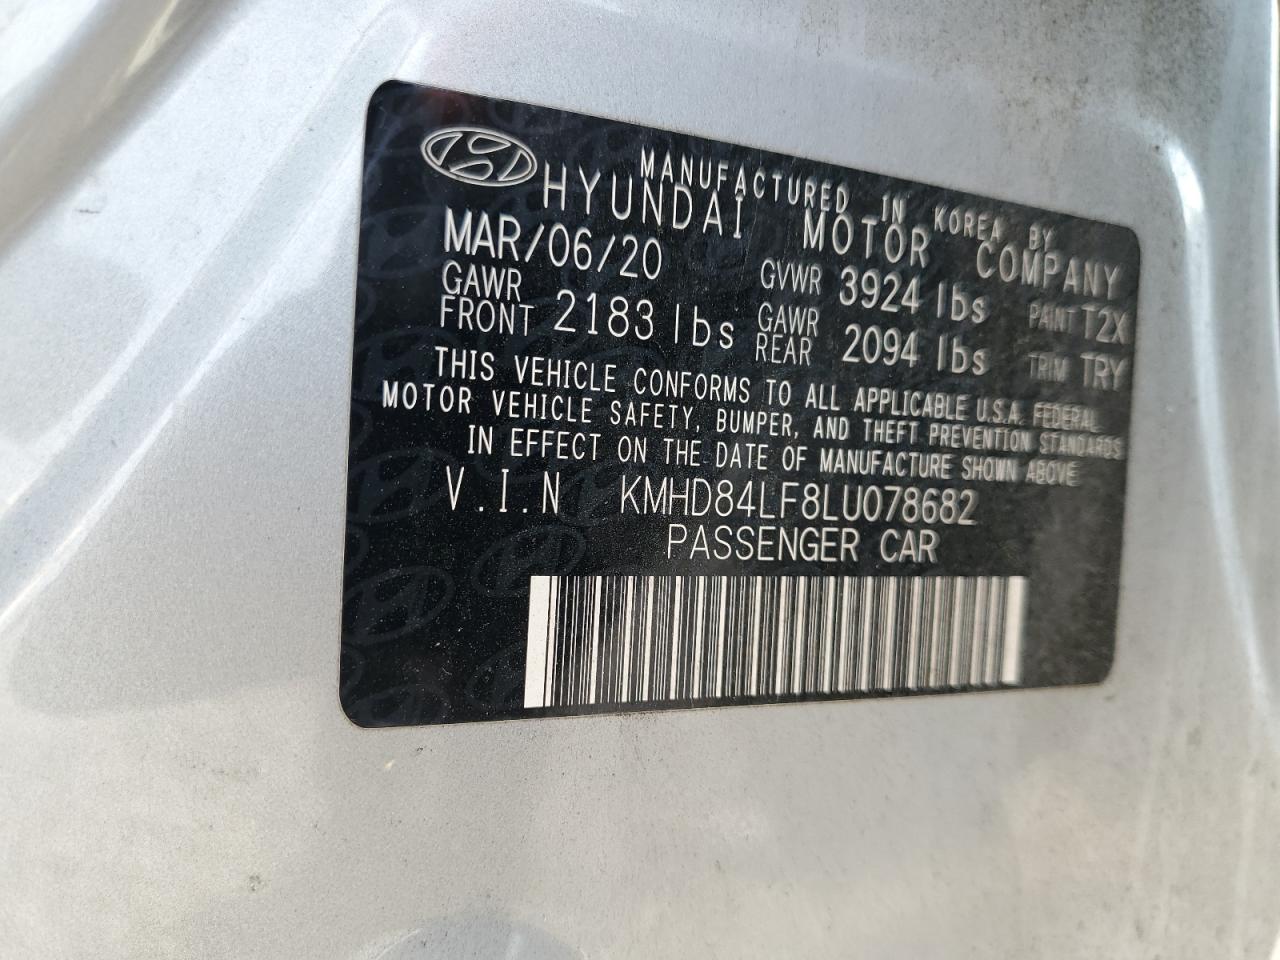 MANUFACTURED IN KOREA BY
HYUNDAI MOTOR COMPANY
MAR/06/20 GVWR 3924 lbs PAINT T2X
GAWR FRONT 2183 lbs GAWR REAR 2094 lbs TRIM TRY
THIS VEHICLE CONFORMS TO ALL APPLICABLE U.S.A. FEDERAL
MOTOR VEHICLE SAFETY, BUMPER, AND THEFT PREVENTION STANDARDS
IN EFFECT ON THE DATE OF MANUFACTURE SHOWN ABOVE
V.I.N KMHD84LF8LU078682
PASSENGER CAR